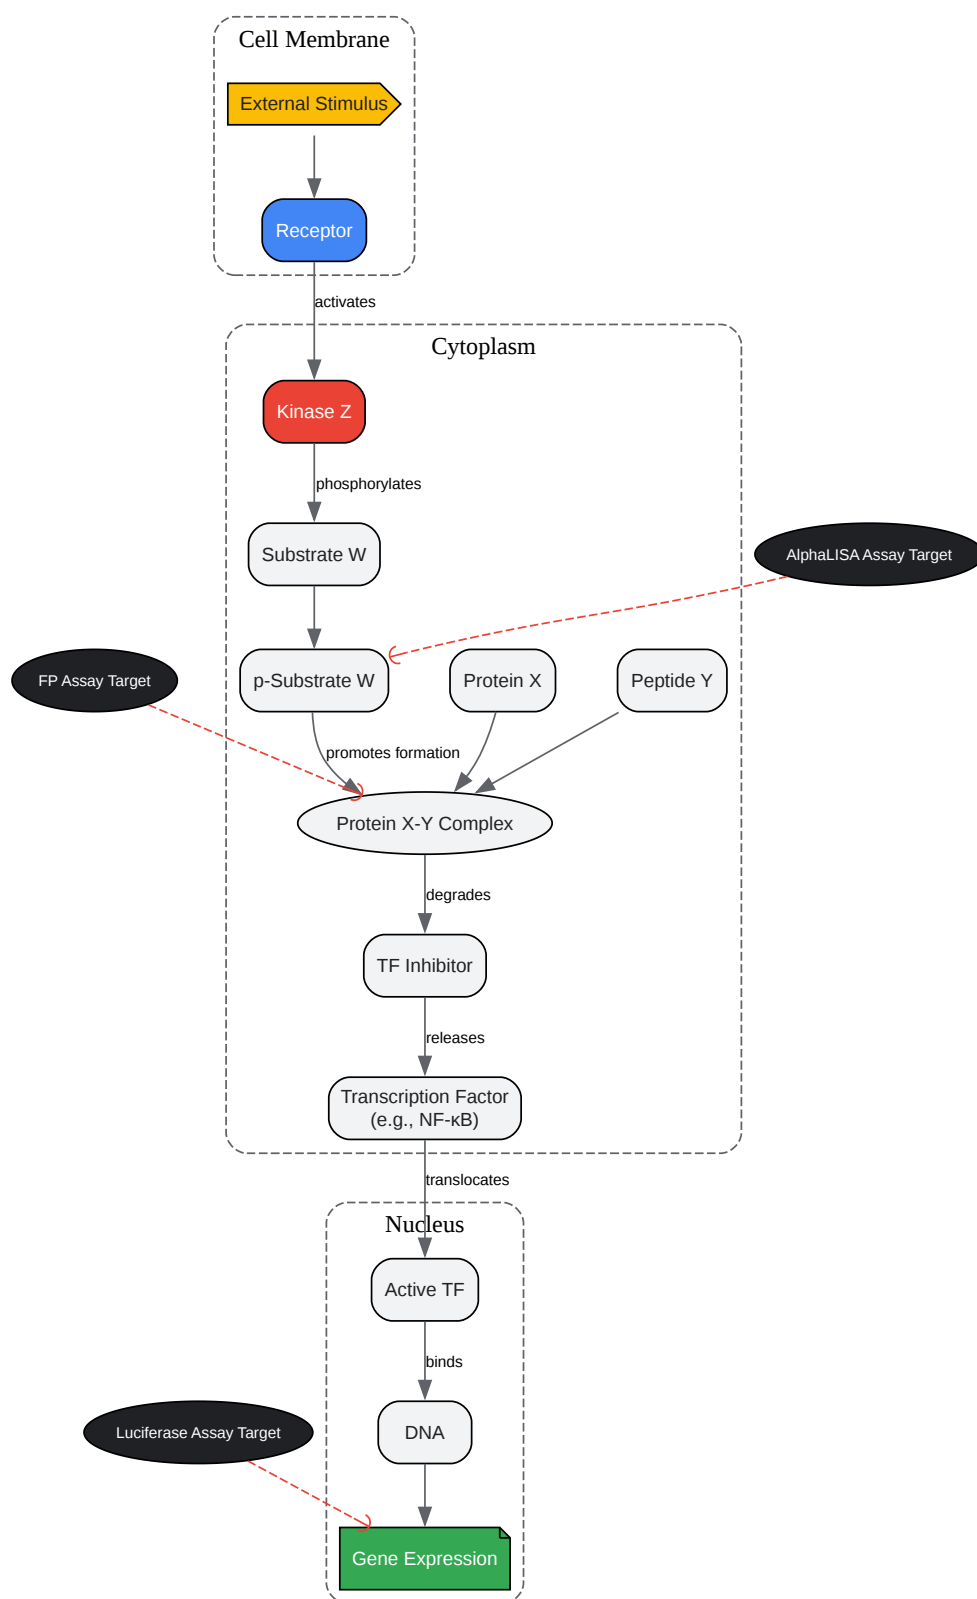 Cell Membrane
External Stimulus
Receptor
activates
Cytoplasm
Kinase Z
phosphorylates
Substrate W
AlphaLISA Assay Target
FP Assay Target
p-Substrate W
Protein X
Peptide Y
promotes formation
Protein X-Y Complex
degrades
TF Inhibitor
releases
Transcription Factor
(e.g., NF-κB)
translocates
Nucleus
Active TF
binds
Luciferase Assay Target
DNA
Gene Expression